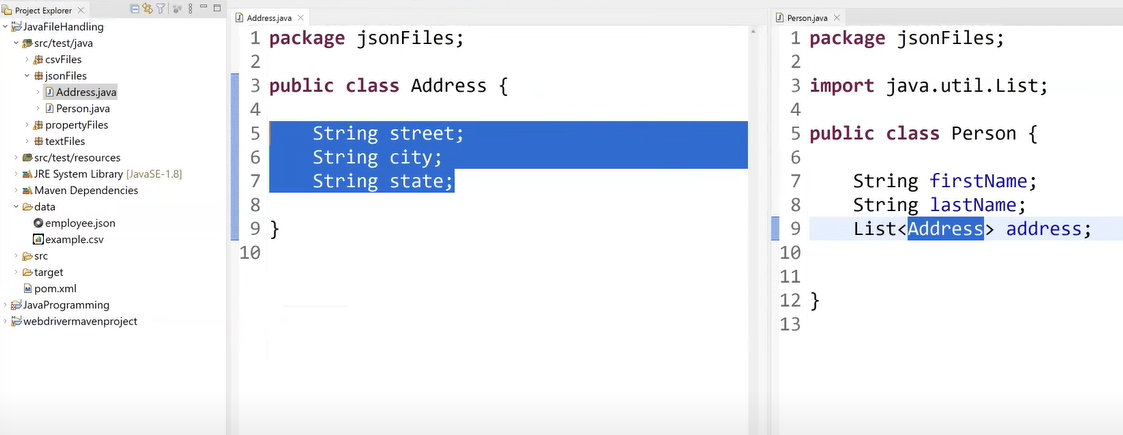 Project Explorer
JavaFileHandling
src/test/java
csvFiles
jsonFiles
Address.java
Person.java
propertyFiles
textFiles
src/test/resources
JRE System Library [JavaSE-1.8]
Maven Dependencies
data
employee.json
example.csv
src
target
pom.xml
JavaProgramming
webdrivermavenproject
Address.java
1 package jsonFiles;
2
3 public class Address {
4
5 String street;
6 String city;
7 String state;
8
9 }
10
Person.java
1 package jsonFiles;
2
3 import java.util.List;
4
5 public class Person {
6
7 String firstName;
8 String lastName;
9 List<Address> address;
10
11
12 }
13